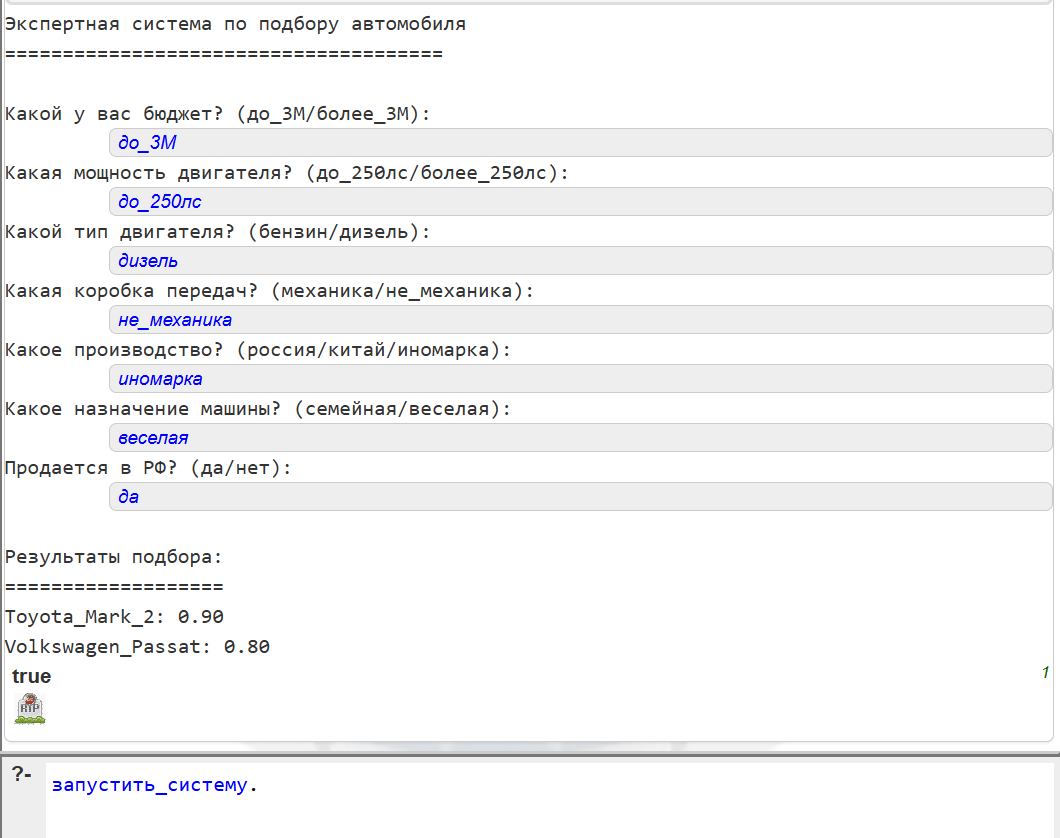 Экспертная система по подбору автомобиля
======================================
Какой у вас бюджет? (до_3М/более_3М):
до_3М
Какая мощность двигателя? (до_250лс/более_250лс):
до_250лс
Какой тип двигателя? (бензин/дизель):
дизель
Какая коробка передач? (механика/не_механика):
не_механика
Какое производство? (россия/китай/иномарка):
иномарка
Какое назначение машины? (семейная/веселая):
веселая
Продается в РФ? (да/нет):
да
Результаты подбора:
===================
Toyota_Mark_2: 0.90
Volkswagen_Passat: 0.80
true
1
RIP
?- запустить_систему.